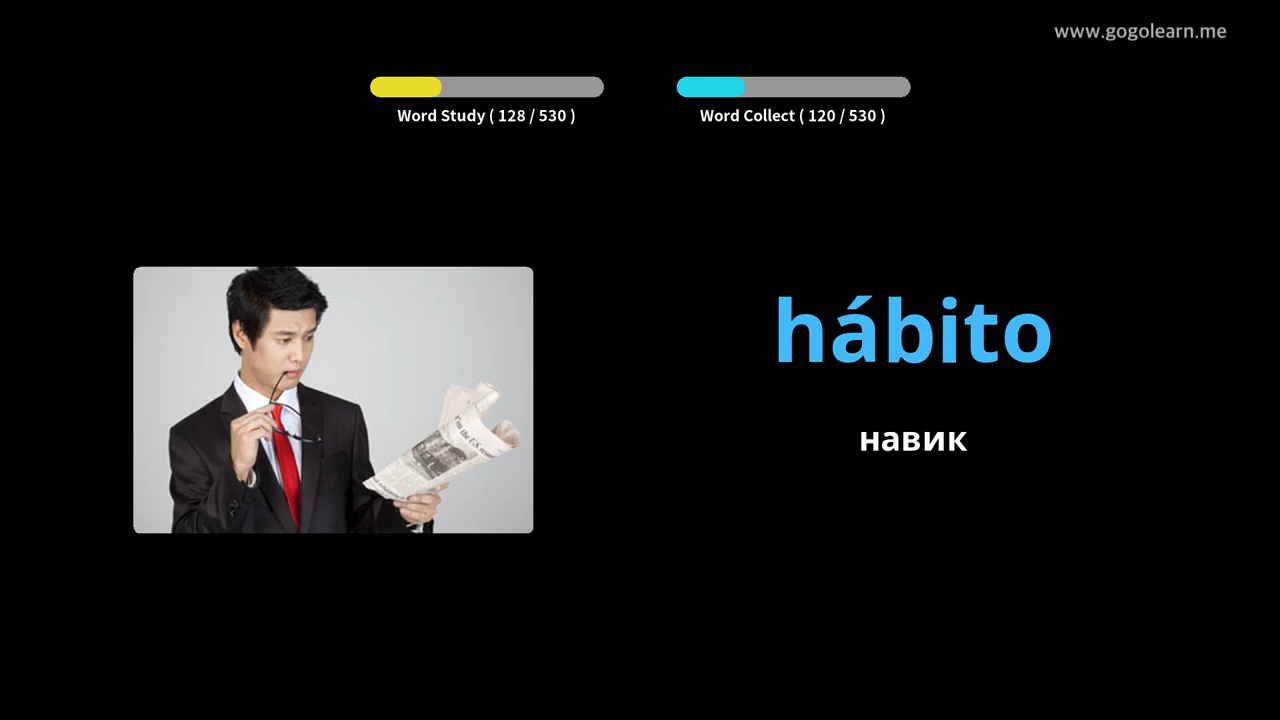 www.gogolearn.me
Word Study ( 128 / 530 )
Word Collect ( 120 / 530 )
hábito
навик